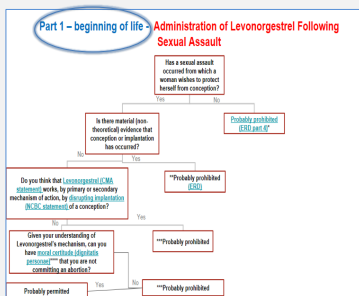 Part 1 – beginning of life - Administration of Levonorgestrel Following
Sexual Assault
Has a sexual assault
occurred from which a
woman wishes to protect
herself from conception?
Yes
No
Is there material (non-
theoretical) evidence that
conception or implantation
has occurred?
Probably prohibited
(ERD part 4)*
No
Yes
Do you think that Levonorgestrel (CMA
statement) works, by primary or secondary
mechanism of action, by disrupting implantation
(NCBC statement) of a conception?
**Probably prohibited
(ERD)
No
Yes
Given your understanding of
Levonorgestrel's mechanism, can you
have moral certitude (dignitatis
personae)**** that you are not
committing an abortion?
***Probably prohibited
Yes
No
Probably permitted
***Probably prohibited